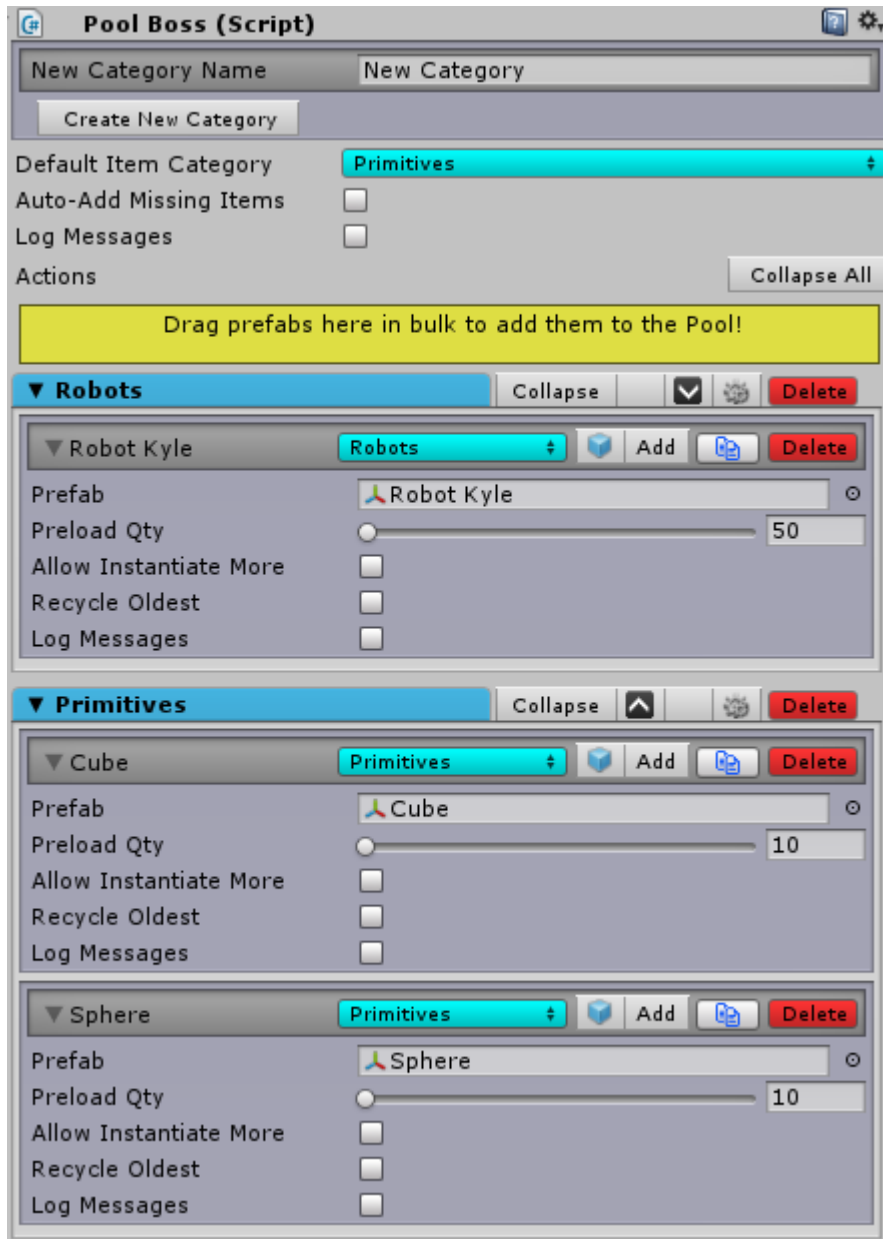 Pool Boss (Script)
New Category Name New Category
Create New Category
Default Item Category Primitives
Auto-Add Missing Items
Log Messages
Actions Collapse All
Drag prefabs here in bulk to add them to the Pool!
▼ Robots Collapse Delete
▼ Robot Kyle Robots Add Delete
Prefab Robot Kyle
Preload Qty 50
Allow Instantiate More
Recycle Oldest
Log Messages
▼ Primitives Collapse Delete
▼ Cube Primitives Add Delete
Prefab Cube
Preload Qty 10
Allow Instantiate More
Recycle Oldest
Log Messages
▼ Sphere Primitives Add Delete
Prefab Sphere
Preload Qty 10
Allow Instantiate More
Recycle Oldest
Log Messages